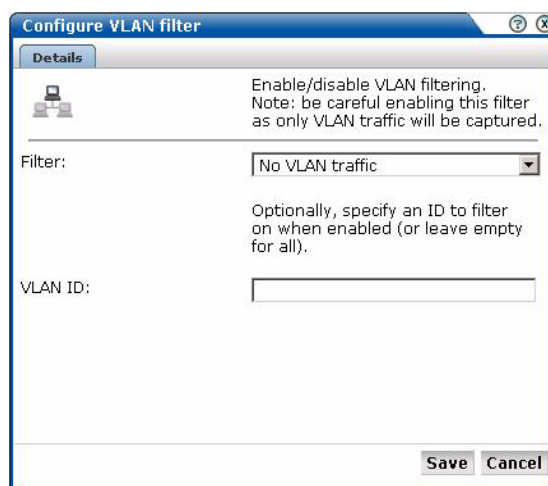 Configure VLAN filter
Details
Enable/disable VLAN filtering.
Note: be careful enabling this filter
as only VLAN traffic will be captured.
Filter:
No VLAN traffic
Optionally, specify an ID to filter
on when enabled (or leave empty
for all).
VLAN ID:
Save Cancel